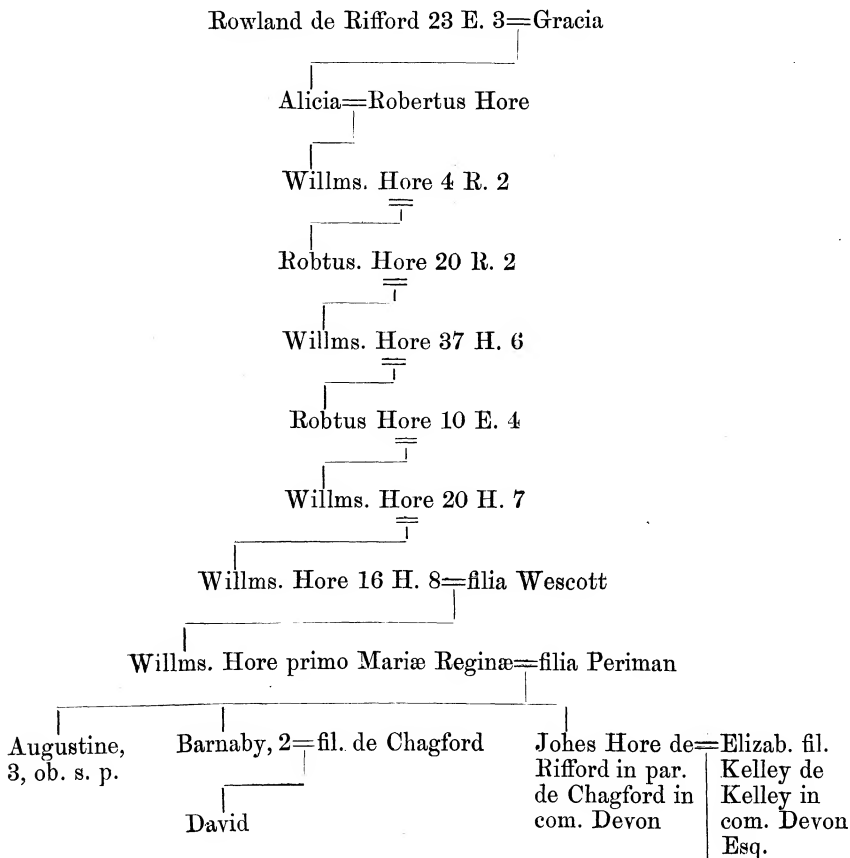 Rowland de Rifford 23 E. 3=Gracia
Alicia=Robertus Hore
Willms. Hore 4 R. 2
=
Robtus. Hore 20 R. 2
=
Willms. Hore 37 H. 6
=
Robtus Hore 10 E. 4
=
Willms. Hore 20 H. 7
=
Willms. Hore 16 H. 8=filia Wescott
Willms. Hore primo Mariæ Reginæ=filia Periman
Augustine,
3, ob. s. p.
Barnaby, 2=fil. de Chagford
David
Johes Hore de=Elizab. fil.
Rifford in par. Kelley de
de Chagford in Kelley in
com. Devon com. Devon
Esq.